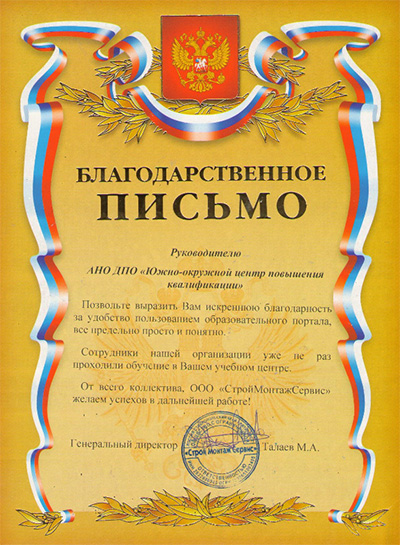 БЛАГОДАРСТВЕННОЕ
ПИСЬМО
Руководителю
АНО ДПО «Южно-окружной центр повышения
квалификации»
Позвольте выразить Вам искреннюю благодарность
за удобство пользованием образовательного портала,
все предельно просто и понятно.
Сотрудники нашей организации уже не раз
проходили обучение в Вашем учебном центре.
От всего коллектива, ООО «СтройМонтажСервис»
желаем успехов в дальнейшей работе!
Генеральный директор
Талаев М.А.
«Строй Монтаж Сервис»
ОТВЕТСТВЕННОСТЬЮ